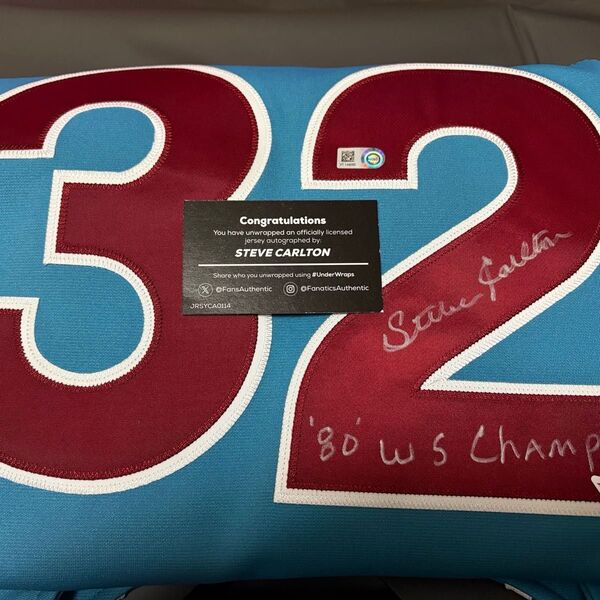 32
Congratulations
You have unwrapped an officially licensed
jersey autographed by:
STEVE CARLTON
Share who you unwrapped using #UnderWraps
@FansAuthentic @FanaticsAuthentic
JRSYCA0114
Steve Carlton
'80' WS CHAMP